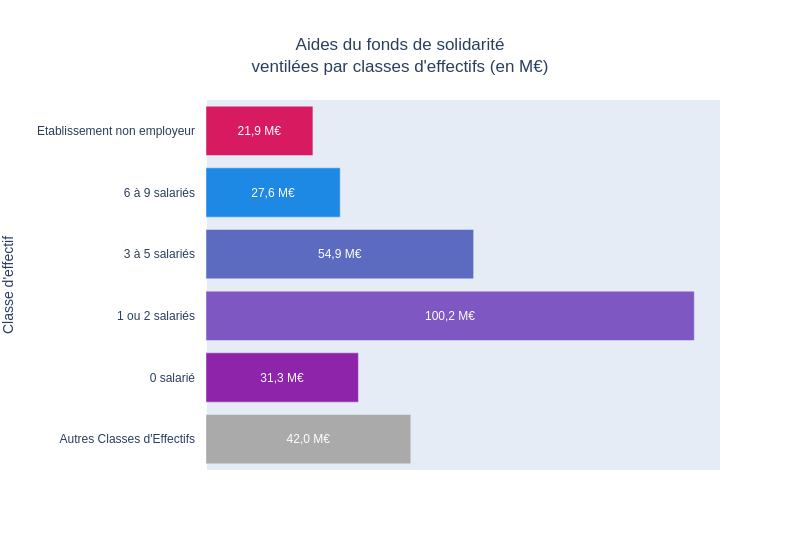 Aides du fonds de solidarité
ventilées par classes d'effectifs (en M€)
Classe d'effectif
Etablissement non employeur
21,9 M€
6 à 9 salariés
27,6 M€
3 à 5 salariés
54,9 M€
1 ou 2 salariés
100,2 M€
0 salarié
31,3 M€
Autres Classes d'Effectifs
42,0 M€